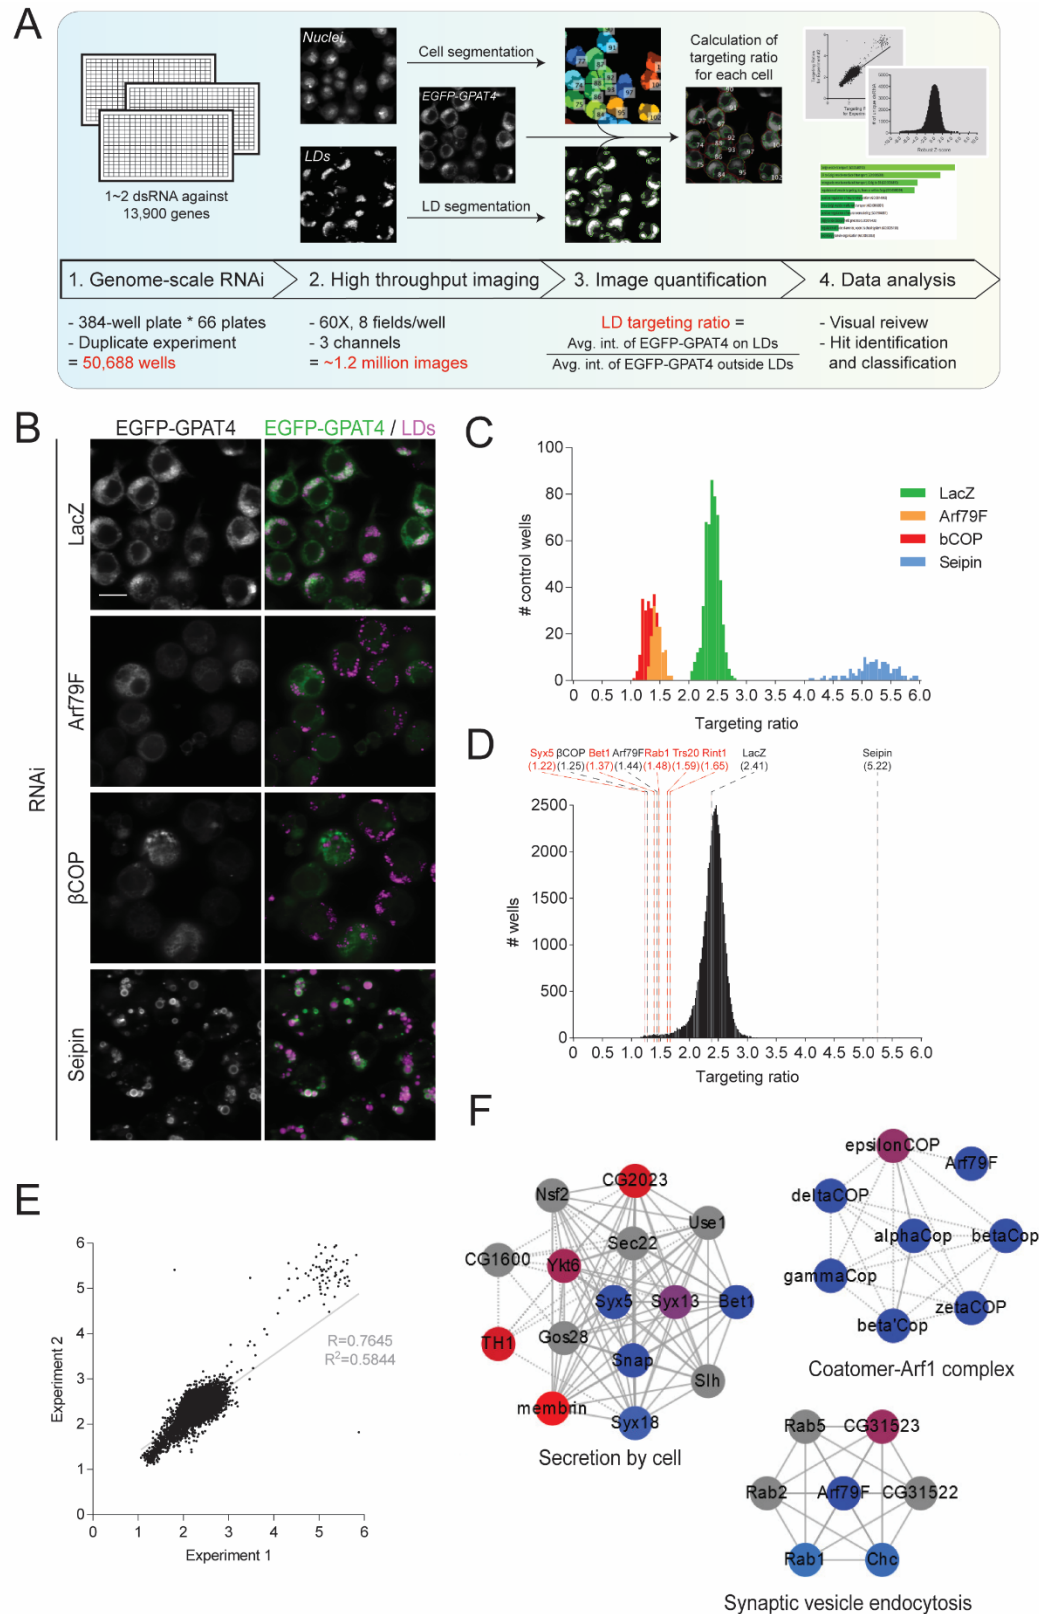 A
Nuclei
EGFP-GPAT4
LDs
Cell segmentation
LD segmentation
Calculation of
targeting ratio
for each cell
1~2 dsRNA against
13,900 genes
1. Genome-scale RNAi
2. High throughput imaging
3. Image quantification
4. Data analysis
- 384-well plate * 66 plates
- Duplicate experiment
= 50,688 wells
- 60X, 8 fields/well
- 3 channels
= ~1.2 million images
LD targeting ratio =
Avg. int. of EGFP-GPAT4 on LDs
Avg. int. of EGFP-GPAT4 outside LDs
- Visual reivew
- Hit identification
and classification
B
EGFP-GPAT4
EGFP-GPAT4 / LDs
RNAi
LacZ
Arf79F
βCOP
Seipin
C
# control wells
100
80
60
40
20
0
0 0.5 1.0 1.5 2.0 2.5 3.0 3.5 4.0 4.5 5.0 5.5 6.0
Targeting ratio
LacZ
Arf79F
bCOP
Seipin
D
Syx5 βCOP Bet1 Arf79F Rab1 Trs20 Rint1 LacZ Seipin
(1.22) (1.25) (1.37) (1.44) (1.48) (1.59) (1.65) (2.41) (5.22)
# wells
2500
2000
1500
1000
500
0
0 0.5 1.0 1.5 2.0 2.5 3.0 3.5 4.0 4.5 5.0 5.5 6.0
Targeting ratio
E
Experiment 2
6
5
4
3
2
1
0
0 1 2 3 4 5 6
Experiment 1
R=0.7645
R²=0.5844
F
CG2023
Nsf2
Use1
Sec22
CG1600
Ykt6
Syx5
Syx13
Bet1
TH1
Gos28
Snap
Slh
membrin
Syx18
Secretion by cell
epsilonCOP
Arf79F
deltaCOP
alphaCop
betaCop
gammaCop
zetaCOP
beta'Cop
Coatomer-Arf1 complex
Rab5
CG31523
Rab2
Arf79F
CG31522
Rab1
Chc
Synaptic vesicle endocytosis